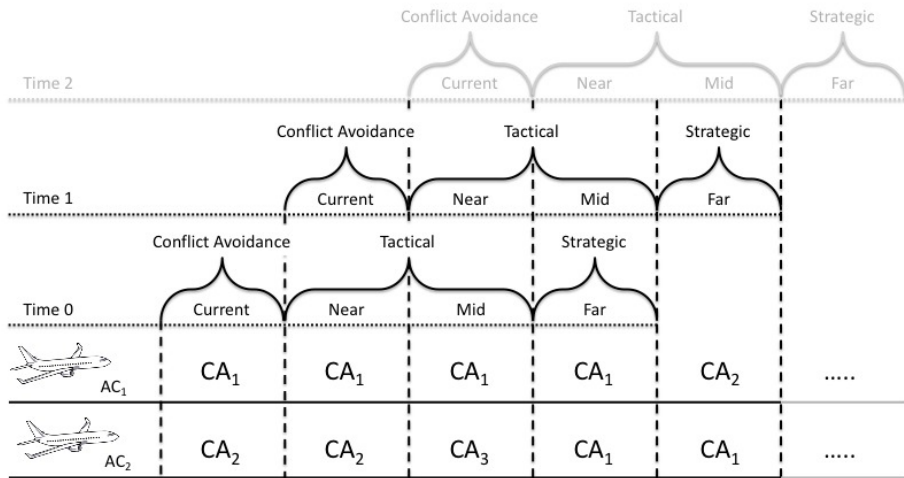 Conflict Avoidance Tactical Strategic
Time 2 Current Near Mid Far
Conflict Avoidance Tactical Strategic
Time 1 Current Near Mid Far
Conflict Avoidance Tactical Strategic
Time 0 Current Near Mid Far
AC₁ CA₁ CA₁ CA₁ CA₁ CA₂ .....
AC₂ CA₂ CA₂ CA₃ CA₁ CA₁ .....